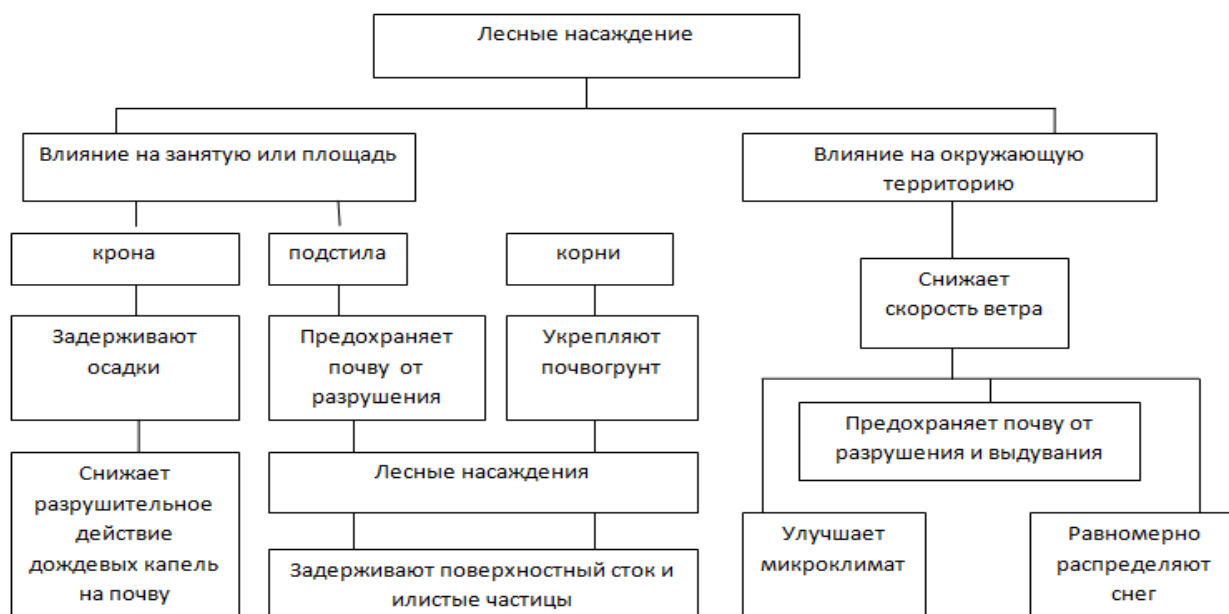 Лесные насаждение
Влияние на занятую или площадь
Влияние на окружающую
территорию
крона
подстила
корни
Снижает
скорость ветра
Задерживают
осадки
Предохраняет
почву от
разрушения
Укрепляют
почвогрунт
Предохраняет почву от
разрушения и выдувания
Снижает
разрушительное
действие
дождевых капель
на почву
Лесные насаждения
Задерживают поверхностный сток и
илистые частицы
Улучшает
микроклимат
Равномерно
распределяют
снег